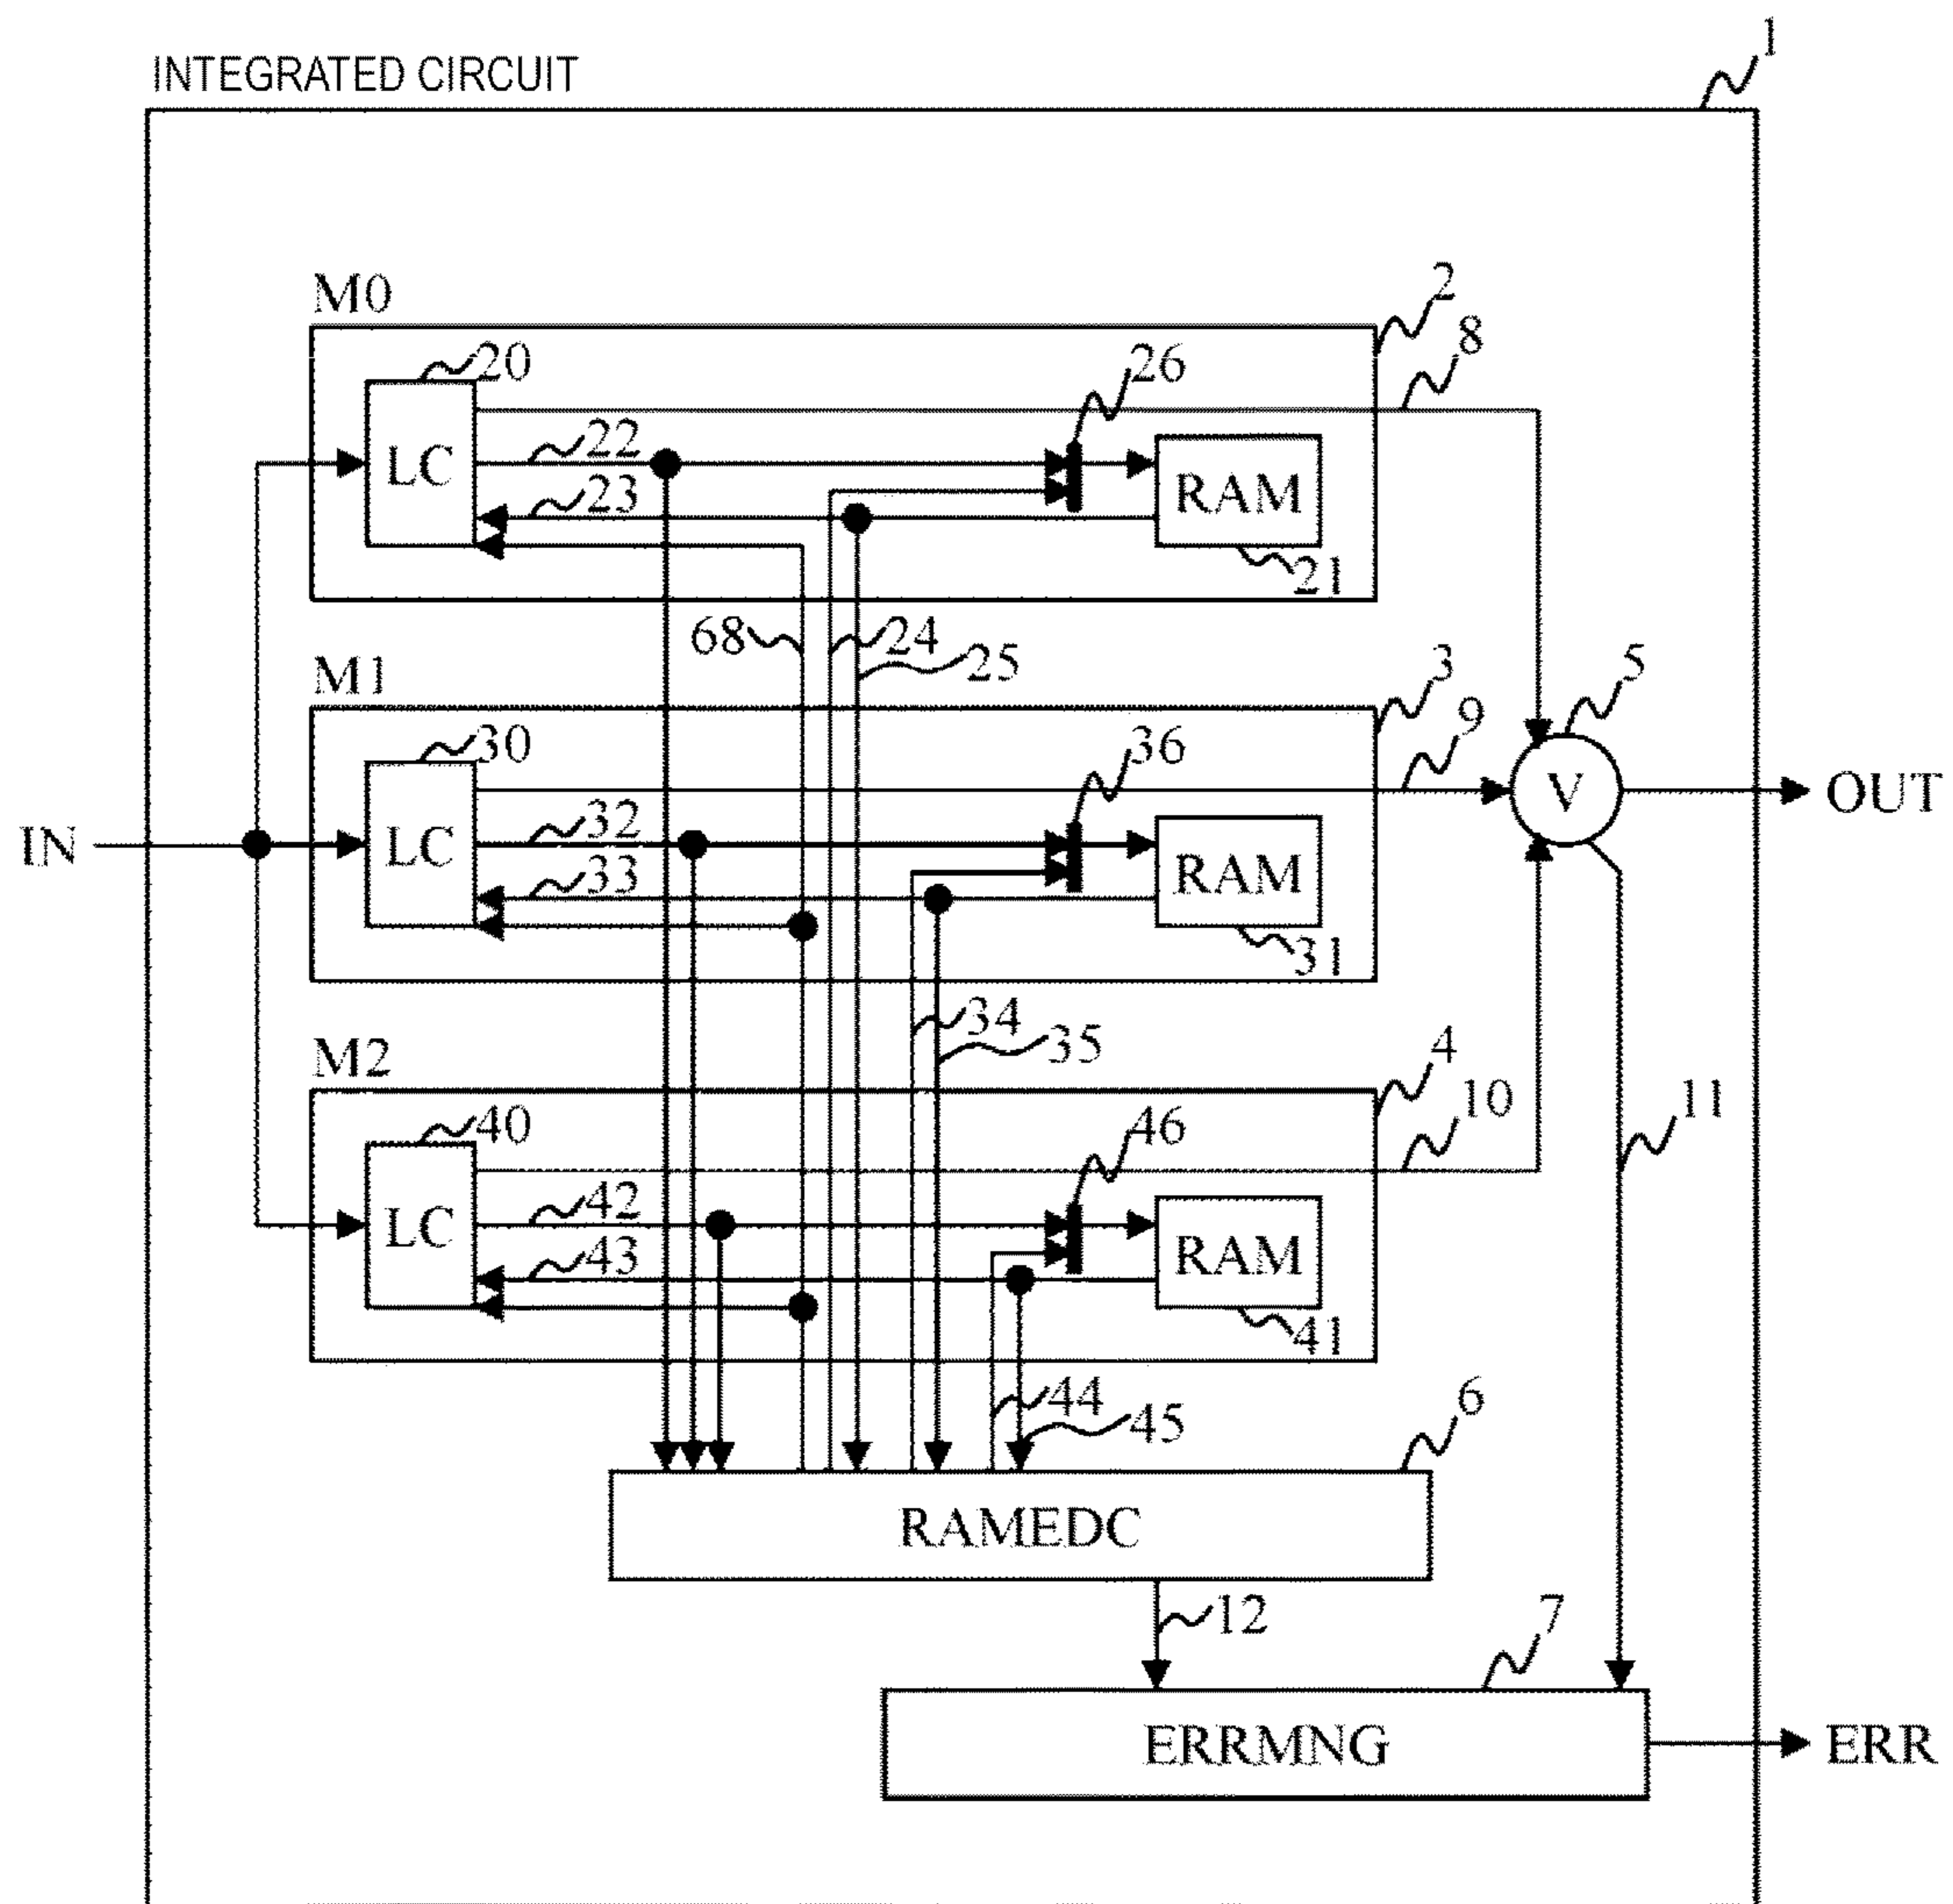 1
INTEGRATED CIRCUIT
M0
2
8
20
26
22
LC
RAM
23
21
68
24
25
M1
3
5
9
30
36
V
OUT
32
IN
LC
RAM
33
31
34
35
M2
4
10
11
40
46
42
LC
RAM
43
41
44
45
6
RAMEDC
12
7
ERRMNG
ERR